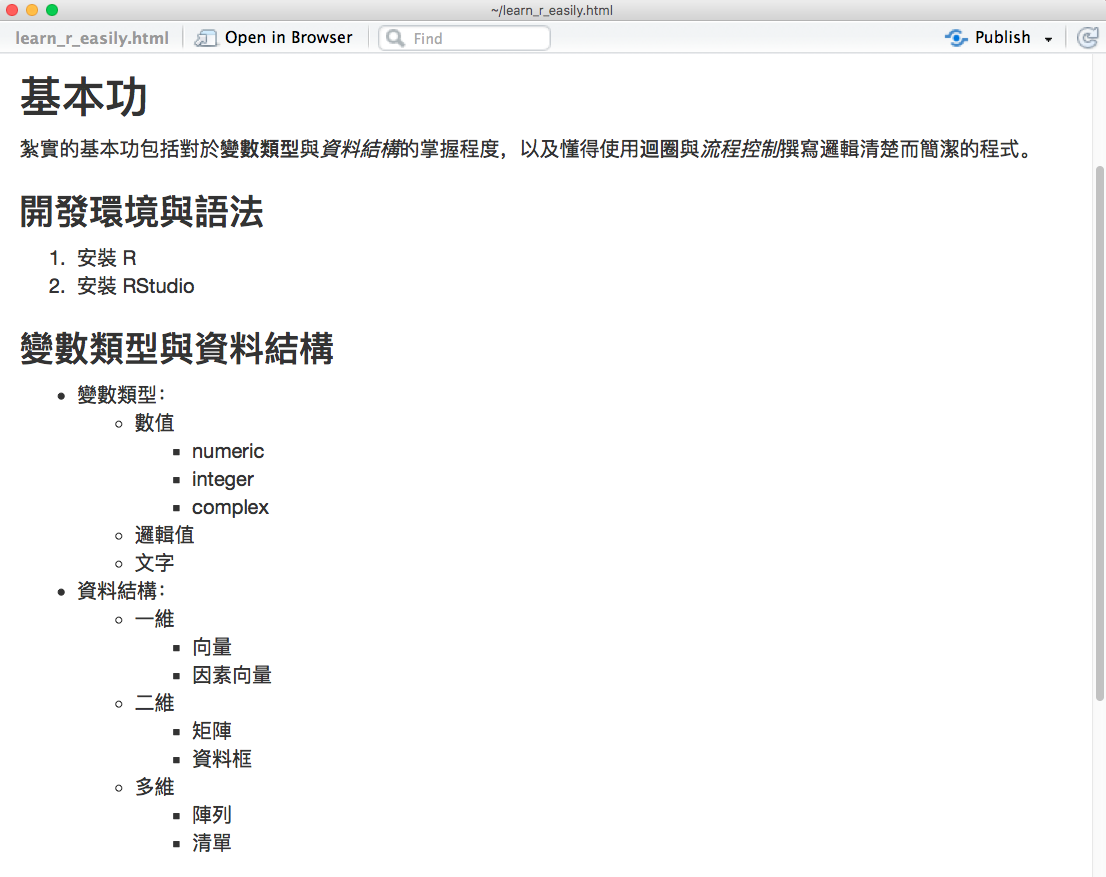 ~/learn_r_easily.html
learn_r_easily.html Open in Browser Find Publish
基本功
紮實的基本功包括對於變數類型與資料結構的掌握程度，以及懂得使用迴圈與流程控制撰寫邏輯清楚而簡潔的程式。
開發環境與語法
1. 安裝 R
2. 安裝 RStudio
變數類型與資料結構
變數類型：
數值
numeric
integer
complex
邏輯值
文字
資料結構：
一維
向量
因素向量
二維
矩陣
資料框
多維
陣列
清單